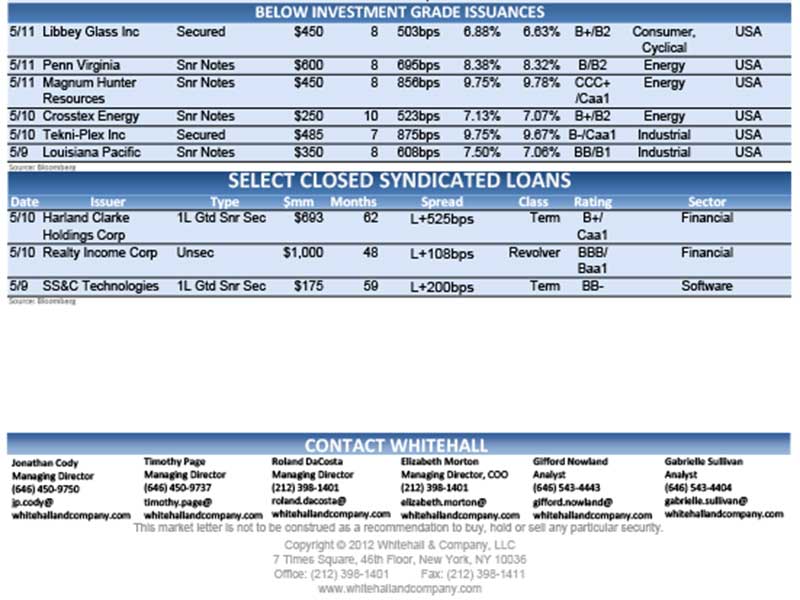 BELOW INVESTMENT GRADE ISSUANCES
5/11 Libbey Glass Inc Secured $450 8 503bps 6.88% 6.63% B+/B2 Consumer, USA
Cyclical
5/11 Penn Virginia Snr Notes $600 8 695bps 8.38% 8.32% B/B2 Energy USA
5/11 Magnum Hunter Snr Notes $450 8 856bps 9.75% 9.78% CCC+ Energy USA
Resources /Caa1
5/10 Crosstex Energy Snr Notes $250 10 523bps 7.13% 7.07% B+/B2 Energy USA
5/10 Tekni-Plex Inc Secured $485 7 875bps 9.75% 9.67% B-/Caa1 Industrial USA
5/9 Louisiana Pacific Snr Notes $350 8 608bps 7.50% 7.06% BB/B1 Industrial USA
Source: Bloomberg
SELECT CLOSED SYNDICATED LOANS
Date Issuer Type $mm Months Spread Class Rating Sector
5/10 Harland Clarke 1L Gtd Snr Sec $693 62 L+525bps Term B+/ Financial
Holdings Corp Caa1
5/10 Realty Income Corp Unsec $1,000 48 L+108bps Revolver BBB/ Financial
Baa1
5/9 SS&C Technologies 1L Gtd Snr Sec $175 59 L+200bps Term BB- Software
Source: Bloomberg
CONTACT WHITEHALL
Jonathan Cody Timothy Page Roland DaCosta Elizabeth Morton Gifford Nowland Gabrielle Sullivan
Managing Director Managing Director Managing Director Managing Director, COO Analyst Analyst
(646) 450-9750 (646) 450-9737 (212) 398-1401 (212) 398-1401 (646) 543-4443 (646) 543-4404
jp.cody@ timothy.page@ roland.dacosta@ elizabeth.morton@ gifford.nowland@ gabrielle.sullivan@
whitehallandcompany.com whitehallandcompany.com whitehallandcompany.com whitehallandcompany.com whitehallandcompany.com whitehallandcompany.com
This market letter is not to be construed as a recommendation to buy, hold or sell any particular security.
Copyright © 2012 Whitehall & Company, LLC
7 Times Square, 46th Floor, New York, NY 10036
Office: (212) 398-1401 Fax: (212) 398-1411
www.whitehallandcompany.com